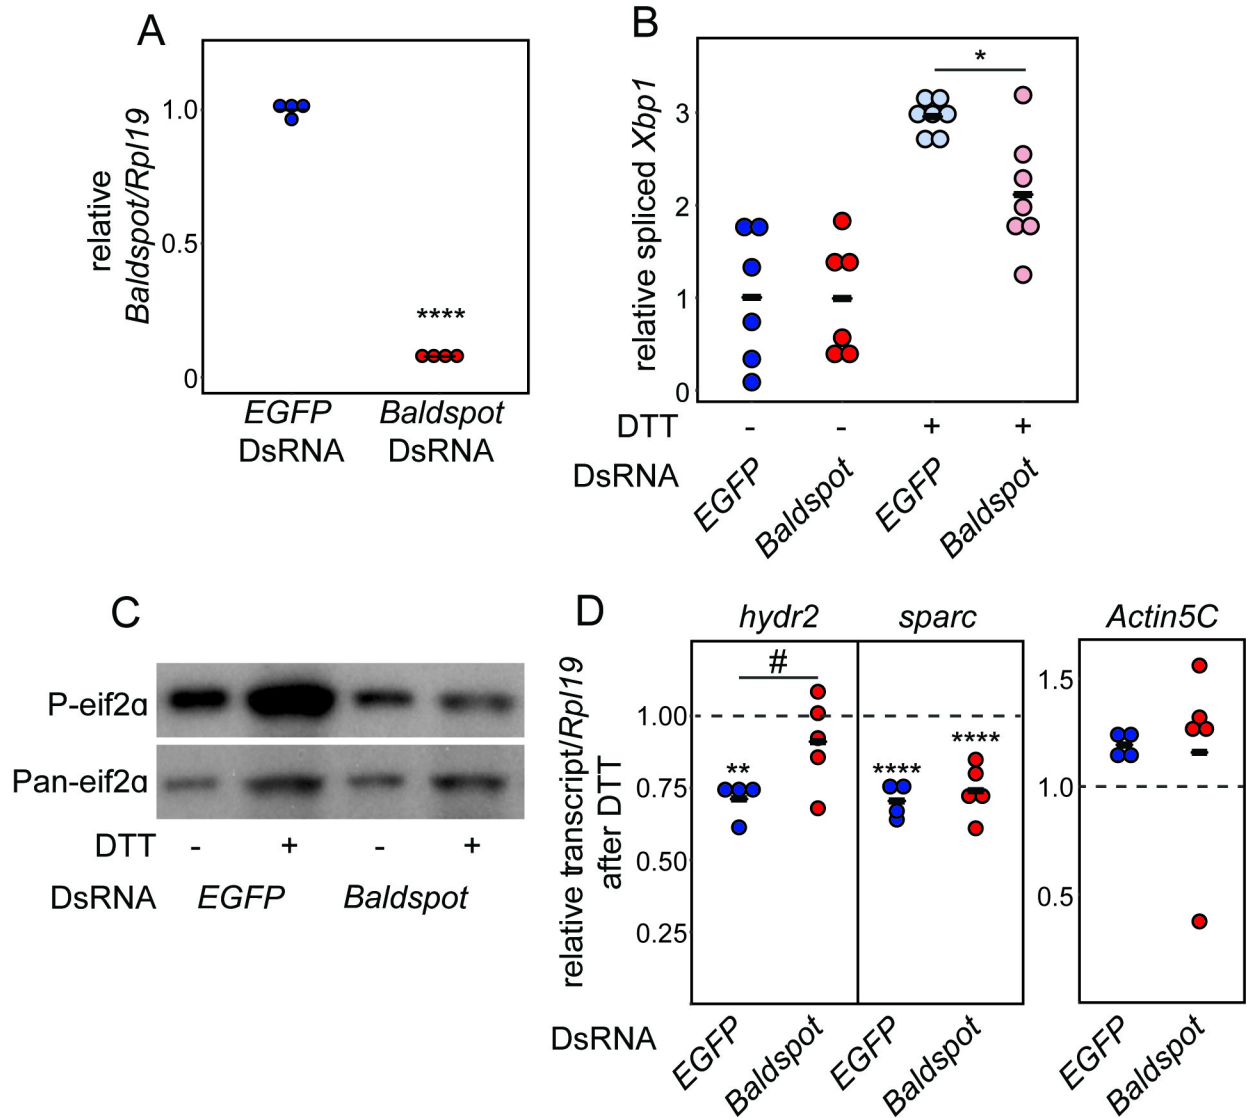 A
relative
Baldspot/Rpl19
1.0
0.5
0
****
EGFP
DsRNA
Baldspot
DsRNA
B
relative spliced Xbp1
3
2
1
0
*
DTT - - + +
DsRNA
EGFP
Baldspot
EGFP
Baldspot
C
P-eif2α
Pan-eif2α
DTT - + - +
DsRNA EGFP Baldspot
D
hydr2 sparc Actin5C
relative transcript/Rpl19
after DTT
1.00
0.75
0.50
0.25
#
**
****
****
1.5
1.0
0.5
DsRNA
EGFP
Baldspot
EGFP
Baldspot
EGFP
Baldspot